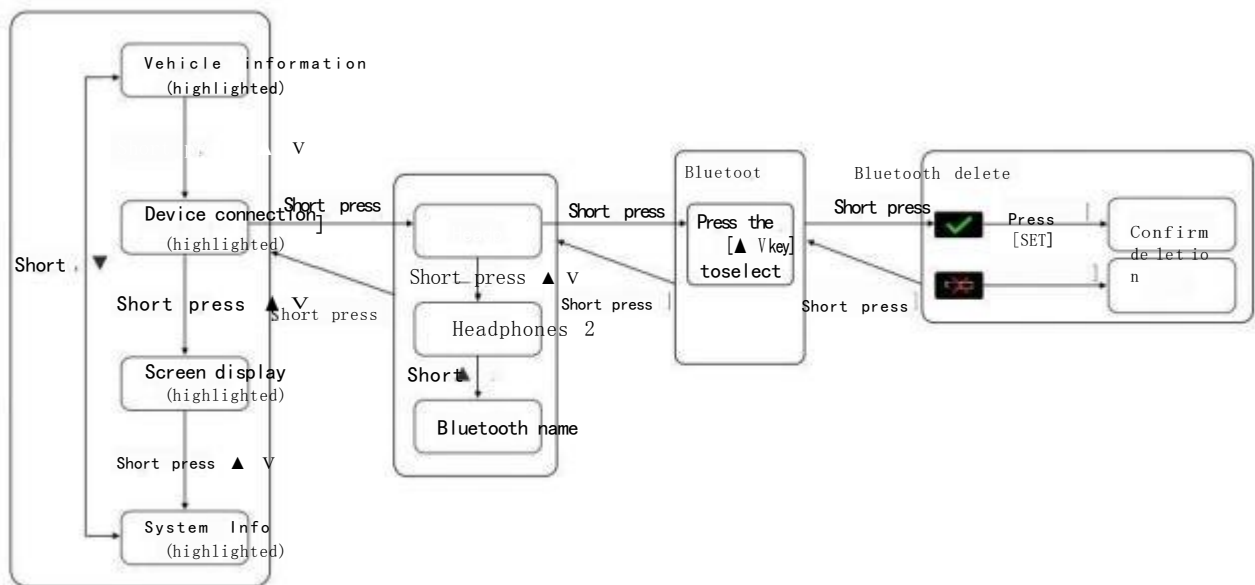 Vehicle information
(highlighted)
▲ V
Device connection]
(highlighted)
Short ▼
Short press ▲ V
Screen display
(highlighted)
Short press ▲ V
System Info
(highlighted)
Short press
Short press
Short press ▲ V
Headphones 2
Short▲
Bluetooth name
Short press
Short press
Bluetoot
Press the
[▲ Vkey]
toselect
Bluetooth delete
Short press
Short press
Press
[SET]
Confirm
deletio
n